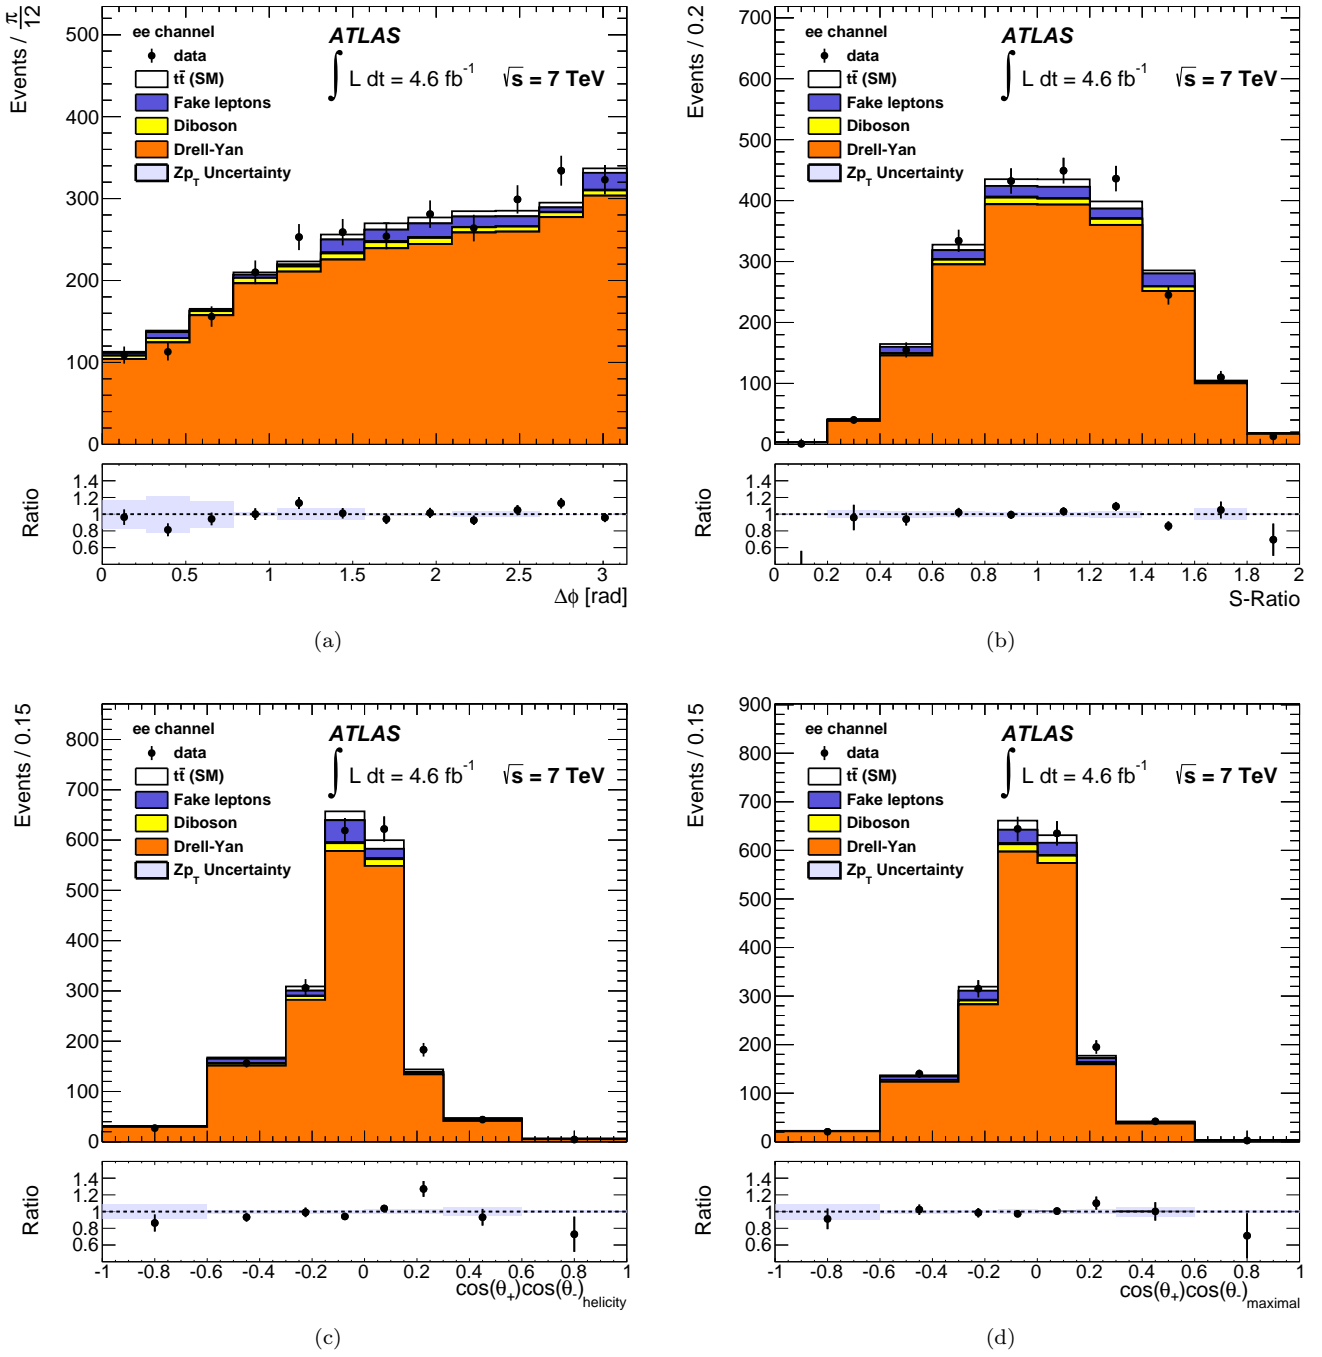 Events / π/12
500
400
300
200
100
0
ee channel
data
tt̄ (SM)
Fake leptons
Diboson
Drell-Yan
Zp_T Uncertainty
ATLAS
∫ L dt = 4.6 fb⁻¹ √s = 7 TeV
Ratio
1.4
1.2
1
0.8
0.6
0 0.5 1 1.5 2 2.5 3
Δϕ [rad]
(a)
Events / 0.2
700
600
500
400
300
200
100
0
ee channel
data
tt̄ (SM)
Fake leptons
Diboson
Drell-Yan
Zp_T Uncertainty
ATLAS
∫ L dt = 4.6 fb⁻¹ √s = 7 TeV
Ratio
1.4
1.2
1
0.8
0.6
0 0.2 0.4 0.6 0.8 1 1.2 1.4 1.6 1.8 2
S-Ratio
(b)
Events / 0.15
800
700
600
500
400
300
200
100
0
ee channel
data
tt̄ (SM)
Fake leptons
Diboson
Drell-Yan
Zp_T Uncertainty
ATLAS
∫ L dt = 4.6 fb⁻¹ √s = 7 TeV
Ratio
1.4
1.2
1
0.8
0.6
-1 -0.8 -0.6 -0.4 -0.2 0 0.2 0.4 0.6 0.8 1
cos(θ₊)cos(θ₋)_helicity
(c)
Events / 0.15
900
800
700
600
500
400
300
200
100
0
ee channel
data
tt̄ (SM)
Fake leptons
Diboson
Drell-Yan
Zp_T Uncertainty
ATLAS
∫ L dt = 4.6 fb⁻¹ √s = 7 TeV
Ratio
1.4
1.2
1
0.8
0.6
-1 -0.8 -0.6 -0.4 -0.2 0 0.2 0.4 0.6 0.8 1
cos(θ₊)cos(θ₋)_maximal
(d)